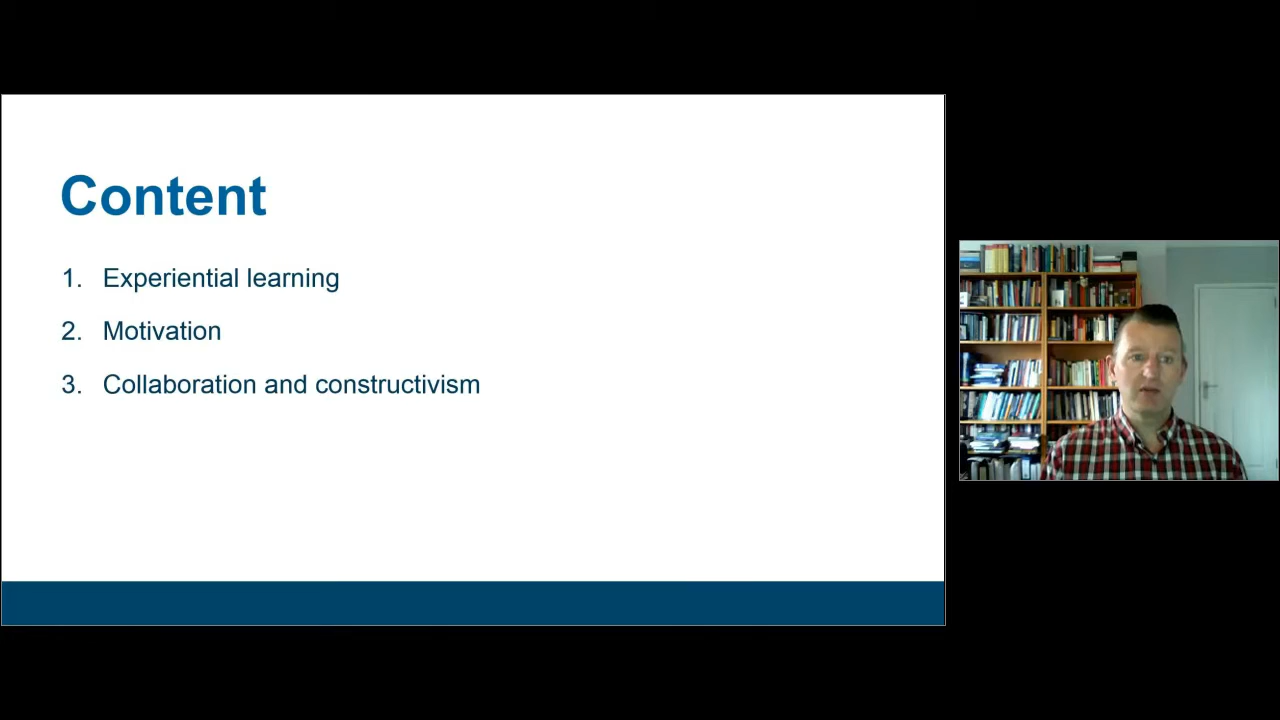 Content
1. Experiential learning
2. Motivation
3. Collaboration and constructivism